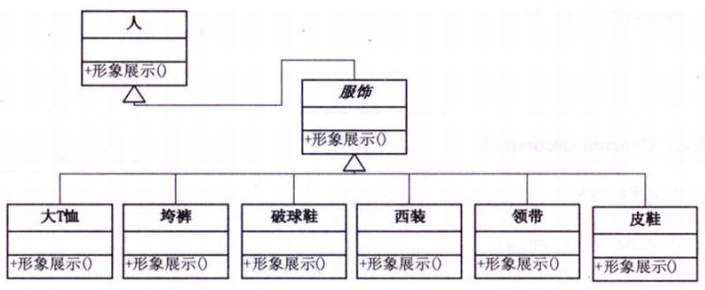 人
+形象展示()
服饰
+形象展示()
大T恤
垮裤
破球鞋
西装
领带
皮鞋
+形象展示()
+形象展示()
+形象展示()
+形象展示()
+形象展示()
+形象展示()